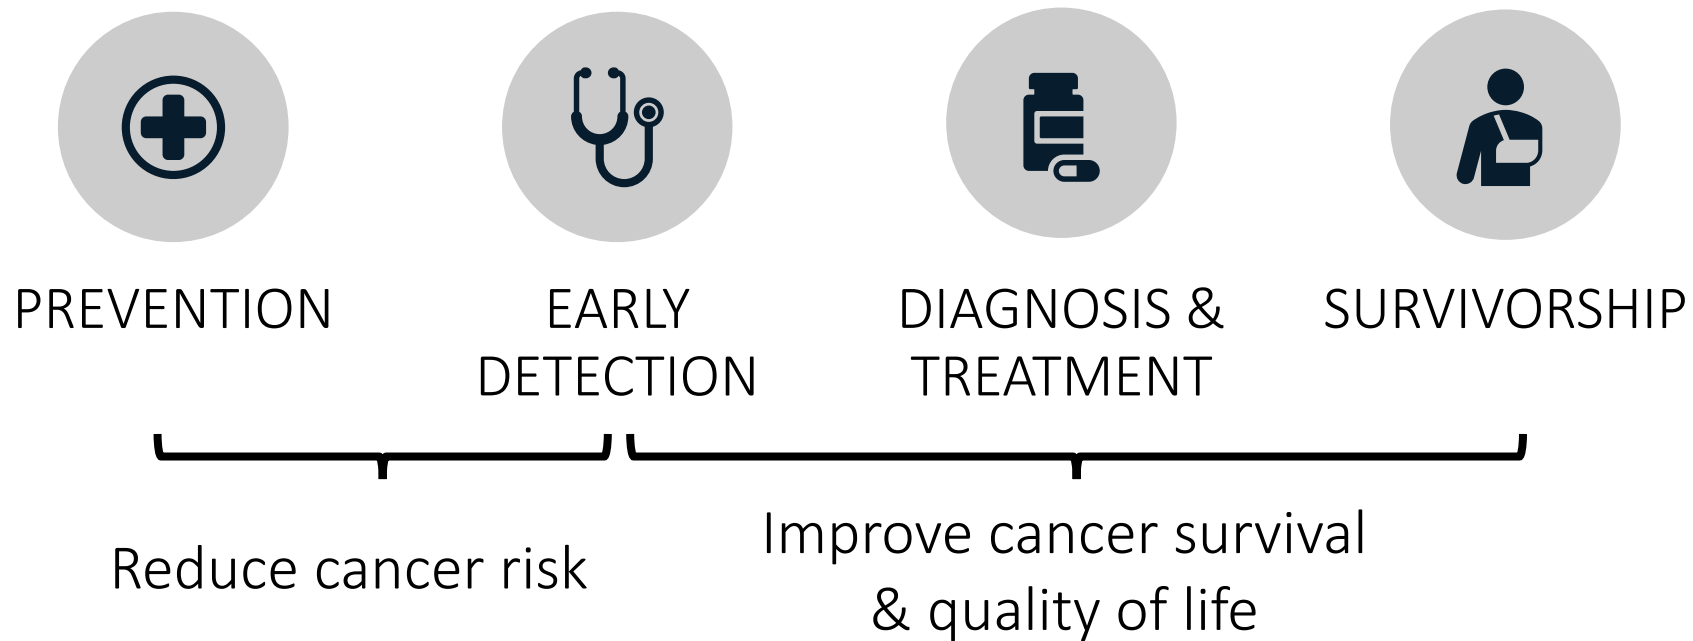 PREVENTION
EARLY
DETECTION
DIAGNOSIS &
TREATMENT
SURVIVORSHIP
Reduce cancer risk
Improve cancer survival
& quality of life